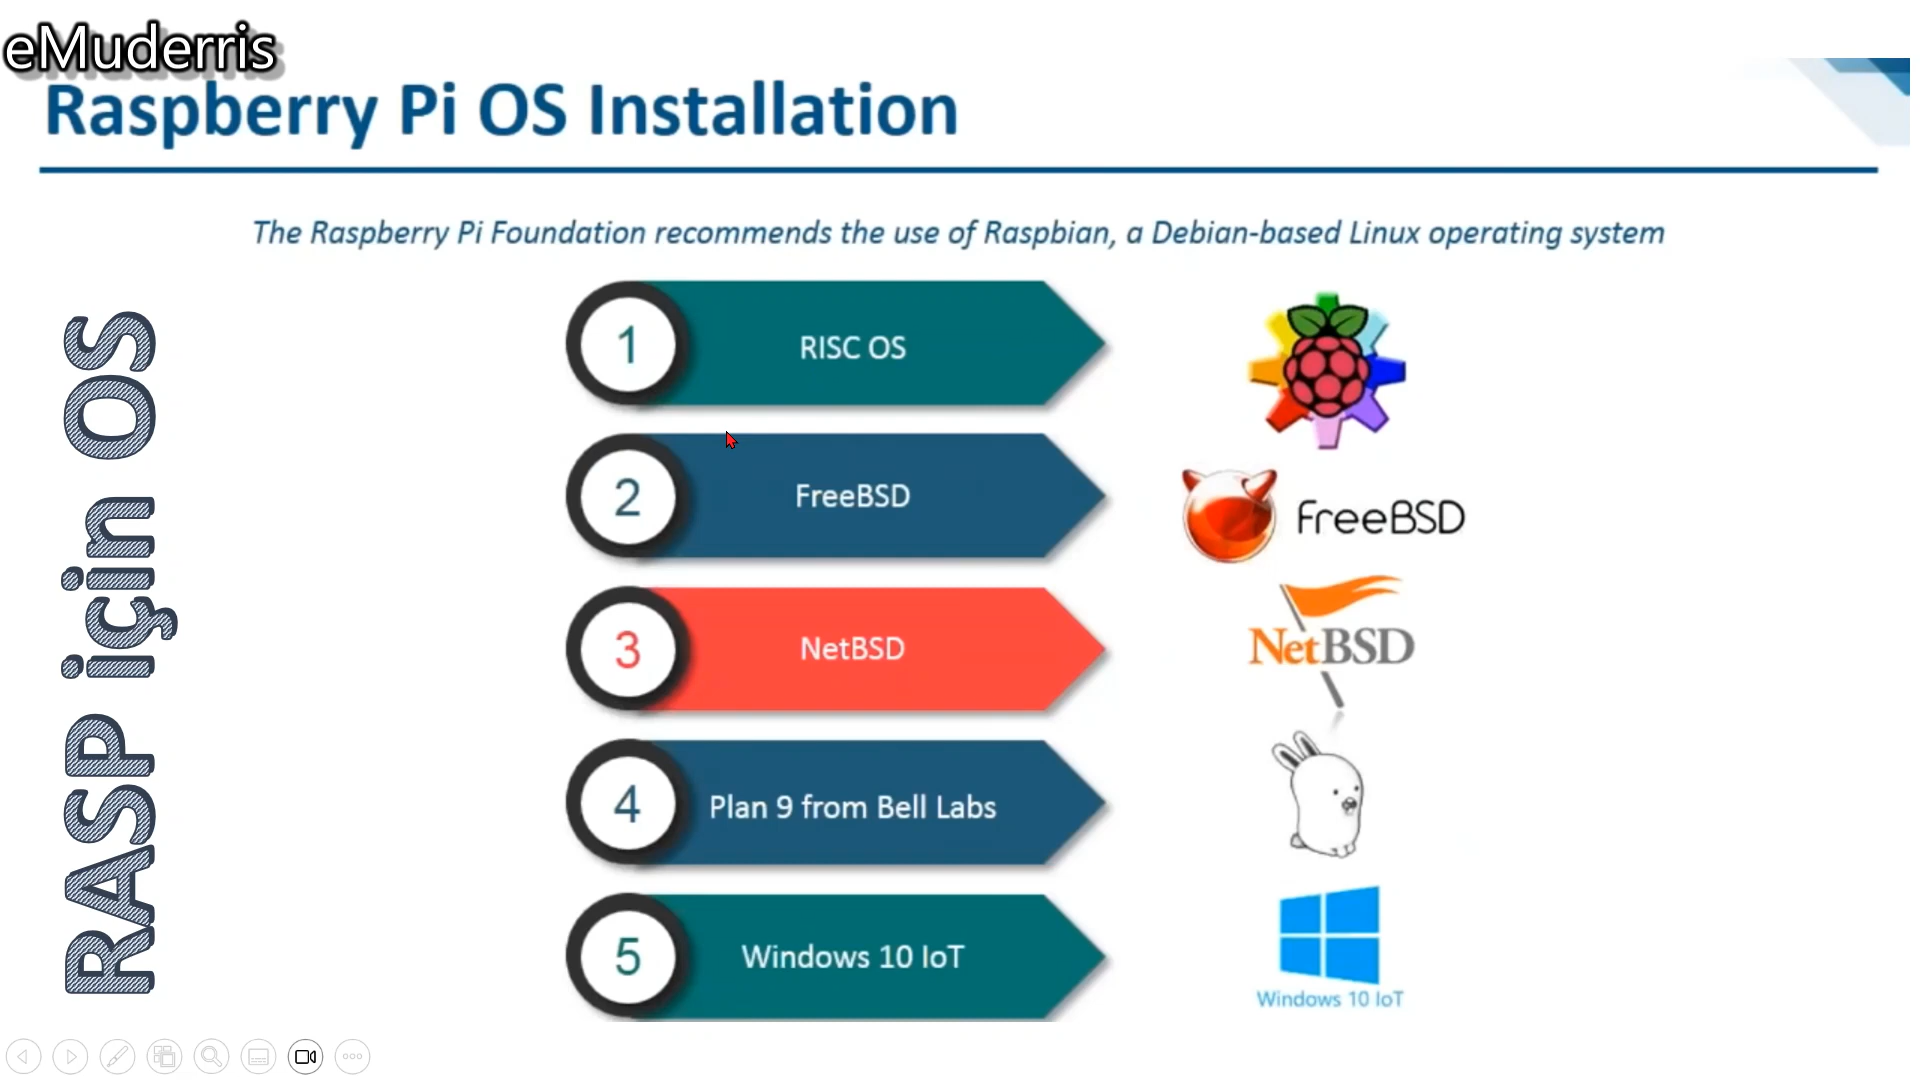 eMuderris
Raspberry Pi OS Installation
The Raspberry Pi Foundation recommends the use of Raspbian, a Debian-based Linux operating system
RASP için OS
1
RISC OS
2
FreeBSD
FreeBSD
3
NetBSD
NetBSD
4
Plan 9 from Bell Labs
5
Windows 10 IoT
Windows 10 IoT